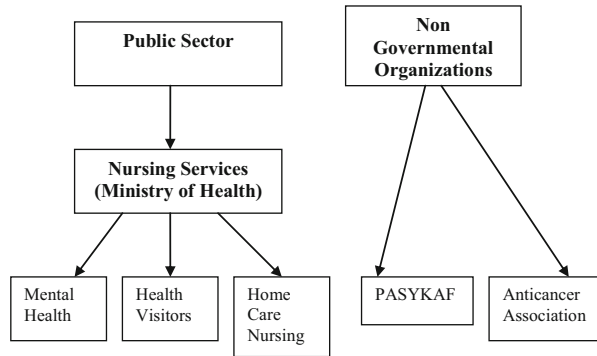 Public Sector
Non
Governmental
Organizations
Nursing Services
(Ministry of Health)
Mental
Health
Health
Visitors
Home
Care
Nursing
PASYKAF
Anticancer
Association